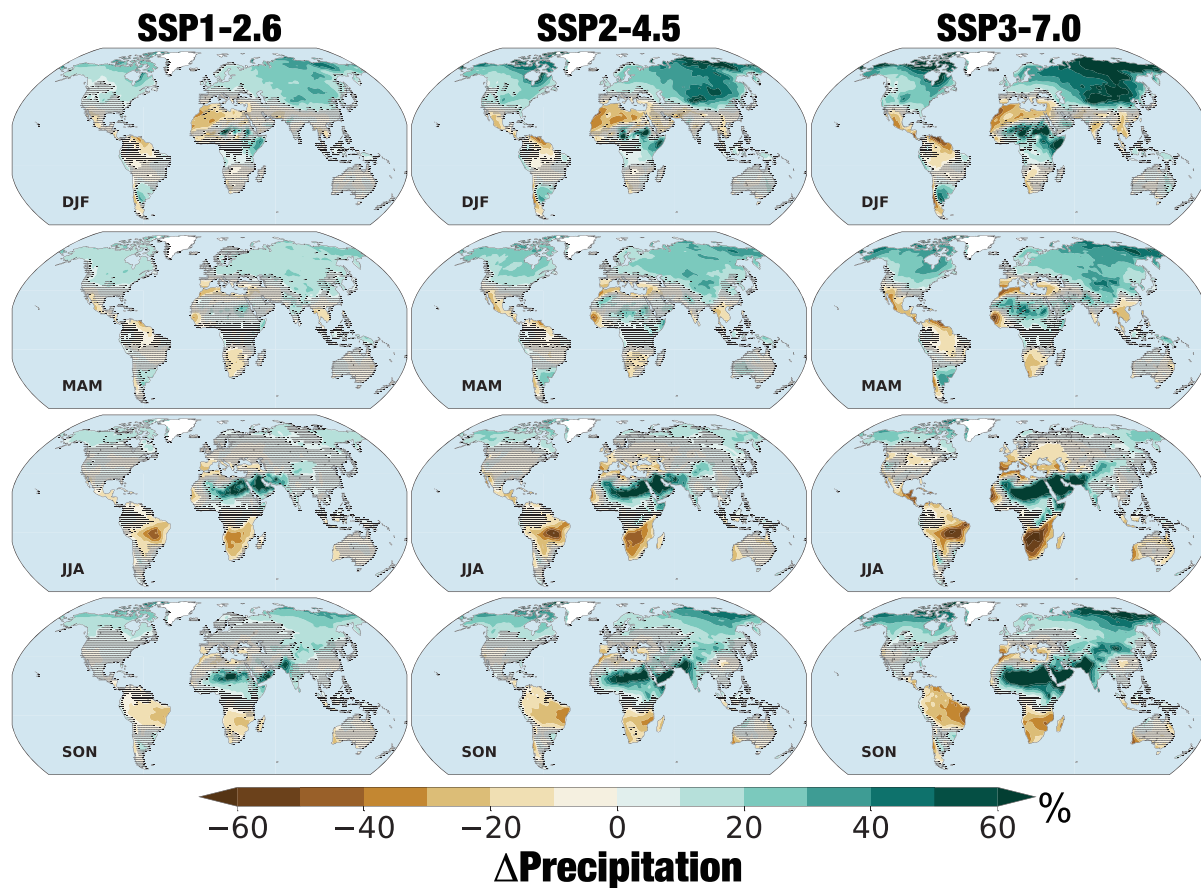 SSP1-2.6 SSP2-4.5 SSP3-7.0
DJF DJF DJF
MAM MAM MAM
JJA JJA JJA
SON SON SON
−60 −40 −20 0 20 40 60 %
ΔPrecipitation